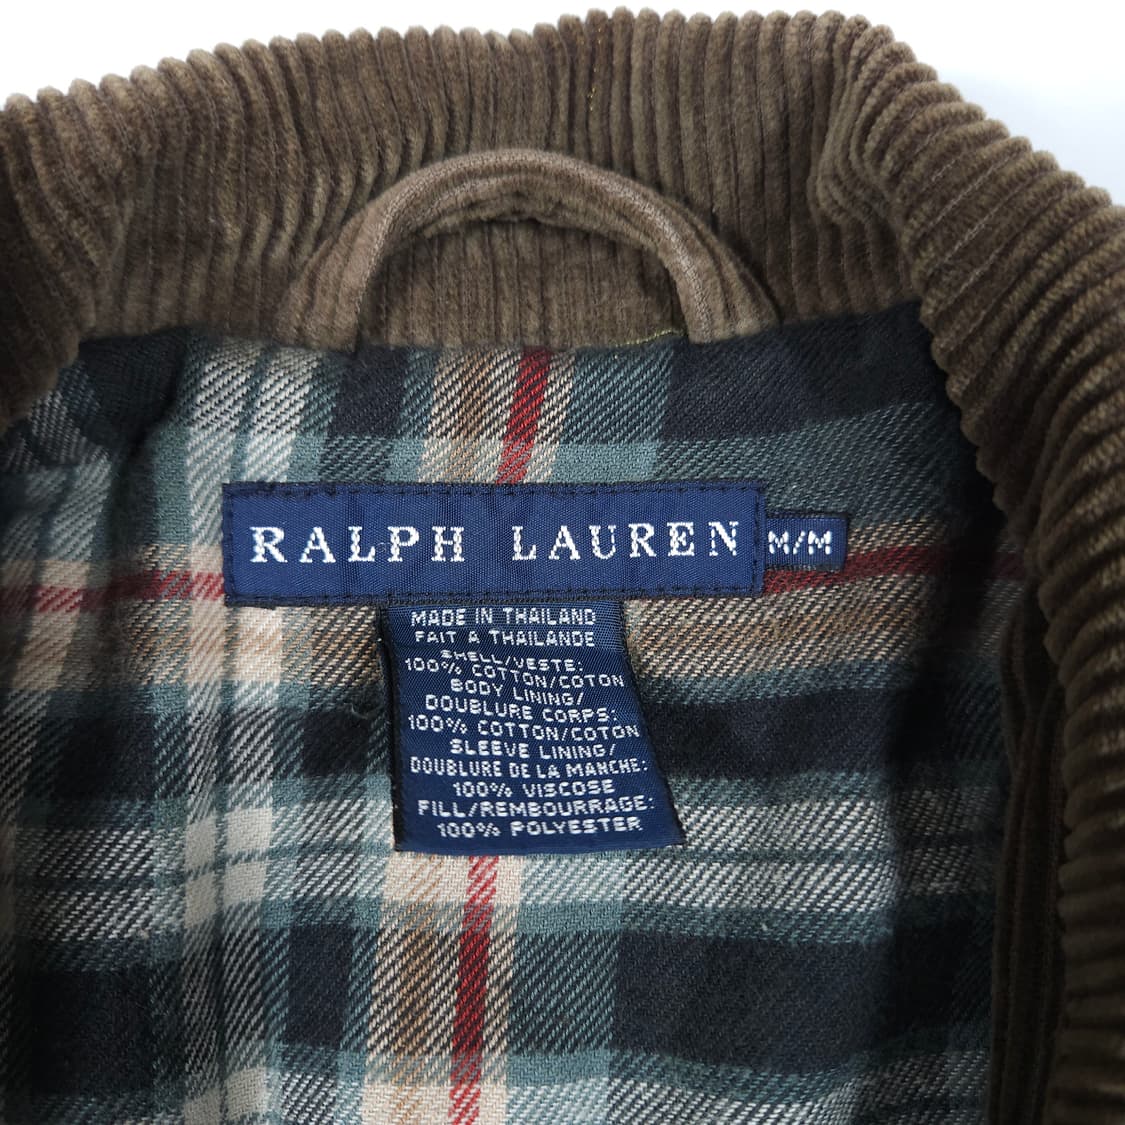 RALPH LAUREN
M/M
MADE IN THAILAND
FAIT A THAILANDE
SHELL/VESTE:
100% COTTON/COTON
BODY LINING/
DOUBLURE CORPS:
100% COTTON/COTON
SLEEVE LINING/
DOUBLURE DE LA MANCHE:
100% VISCOSE
FILL/REMBOURRAGE:
100% POLYESTER